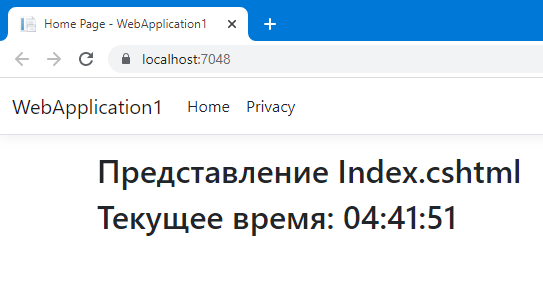 Home Page - WebApplication1
localhost:7048
WebApplication1 Home Privacy
Представление Index.cshtml
Текущее время: 04:41:51